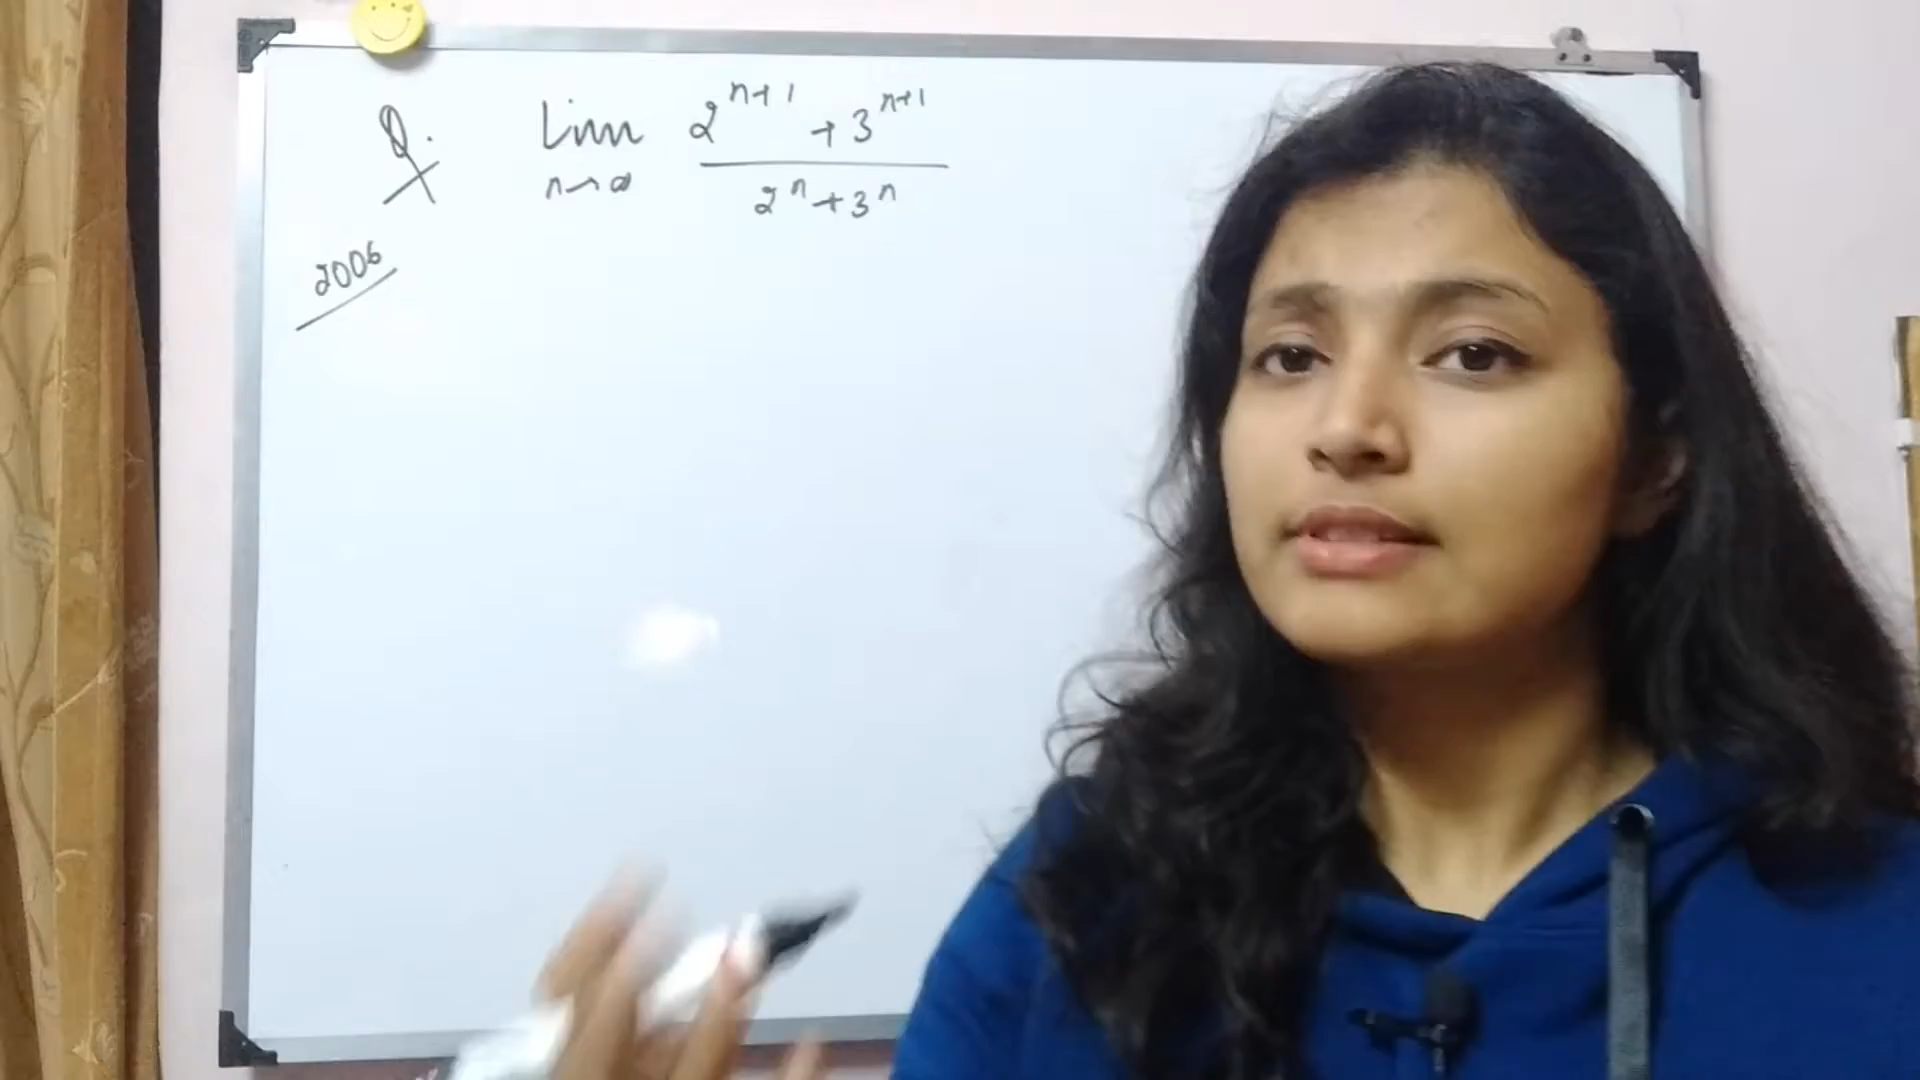 Q. Lim 2^{n+1} + 3^{n+1}
n→∞ 2^n + 3^n
2006